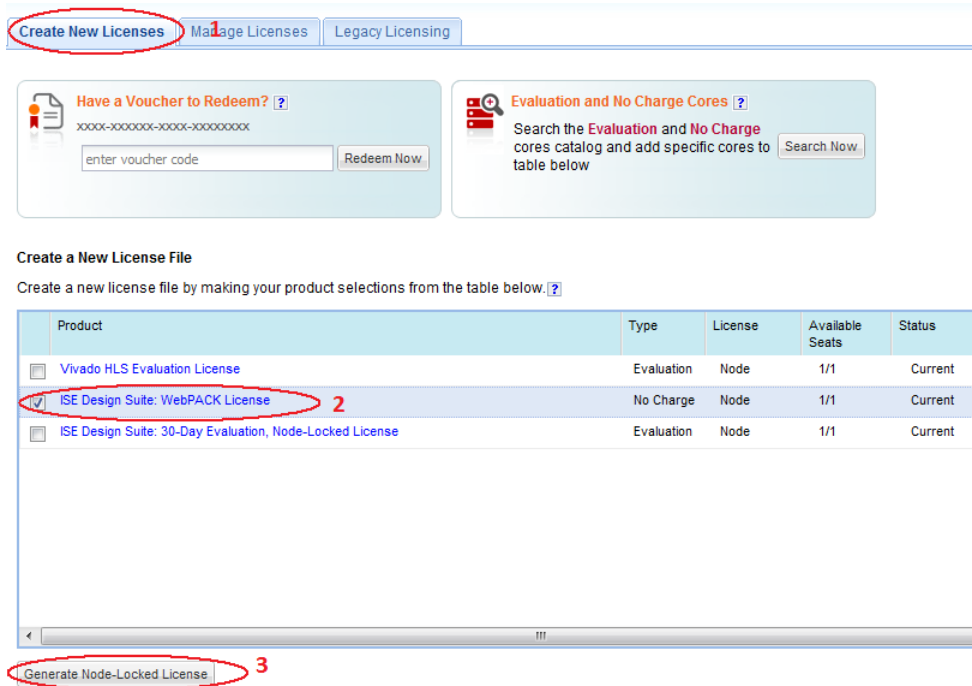 Create New Licenses 1 Manage Licenses Legacy Licensing
Have a Voucher to Redeem? ?
xxxx-xxxxxx-xxxx-xxxxxxxx
enter voucher code Redeem Now
Evaluation and No Charge Cores ?
Search the Evaluation and No Charge
cores catalog and add specific cores to
table below
Search Now
Create a New License File
Create a new license file by making your product selections from the table below. ?
Product Type License Available Seats Status
Vivado HLS Evaluation License Evaluation Node 1/1 Current
ISE Design Suite: WebPACK License 2 No Charge Node 1/1 Current
ISE Design Suite: 30-Day Evaluation, Node-Locked License Evaluation Node 1/1 Current
Generate Node-Locked License 3